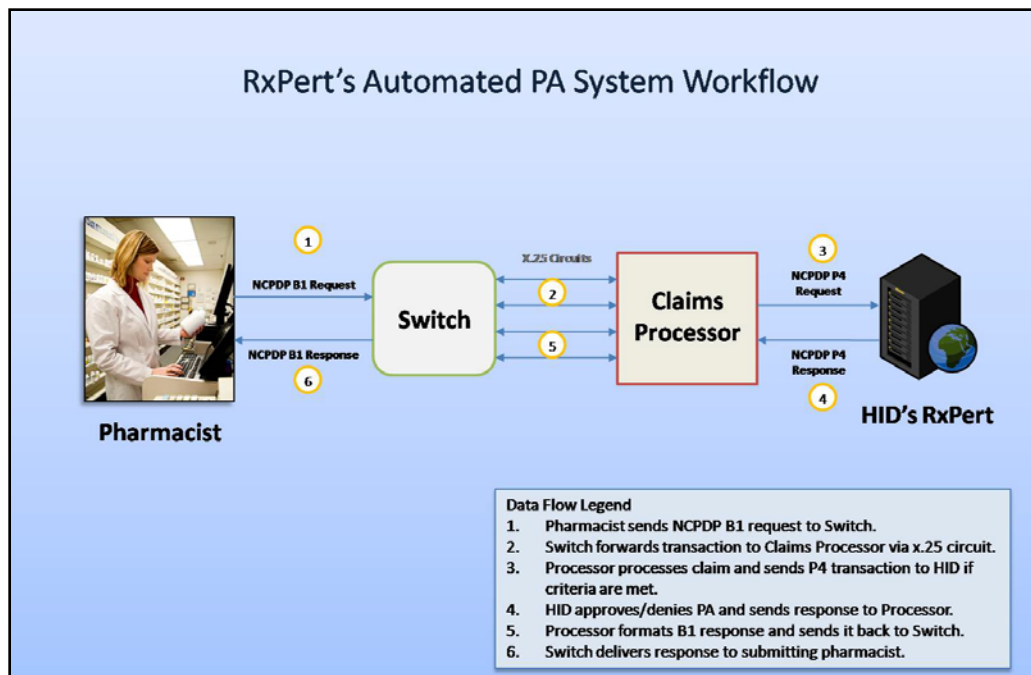 RxPert's Automated PA System Workflow
1
NCPDP B1 Request
NCPDP B1 Response
6
Pharmacist
Switch
X.25 Circuits
2
5
Claims
Processor
3
NCPDP P4
Request
NCPDP P4
Response
4
HID's RxPert
Data Flow Legend
1. Pharmacist sends NCPDP B1 request to Switch.
2. Switch forwards transaction to Claims Processor via x.25 circuit.
3. Processor processes claim and sends P4 transaction to HID if
criteria are met.
4. HID approves/denies PA and sends response to Processor.
5. Processor formats B1 response and sends it back to Switch.
6. Switch delivers response to submitting pharmacist.